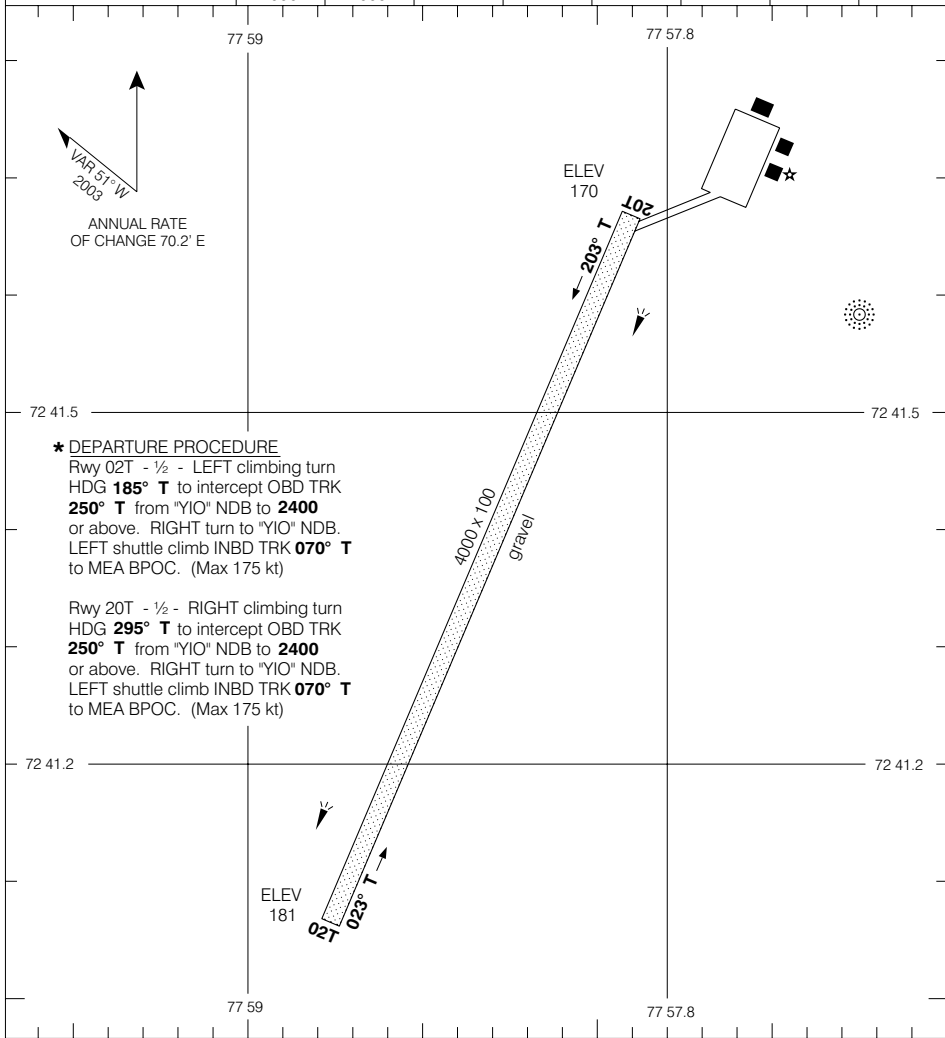 77 59
77 57.8
VAR 51° W
2003
ANNUAL RATE
OF CHANGE 70.2' E
ELEV
170
20T
203° T
72 41.5
72 41.5
* DEPARTURE PROCEDURE
Rwy 02T - ½ - LEFT climbing turn
HDG 185° T to intercept OBD TRK
250° T from "YIO" NDB to 2400
or above. RIGHT turn to "YIO" NDB.
LEFT shuttle climb INBD TRK 070° T
to MEA BPOC. (Max 175 kt)
Rwy 20T - ½ - RIGHT climbing turn
HDG 295° T to intercept OBD TRK
250° T from "YIO" NDB to 2400
or above. RIGHT turn to "YIO" NDB.
LEFT shuttle climb INBD TRK 070° T
to MEA BPOC. (Max 175 kt)
4000 x 100
gravel
72 41.2
72 41.2
ELEV
181
02T
023° T
77 59
77 57.8